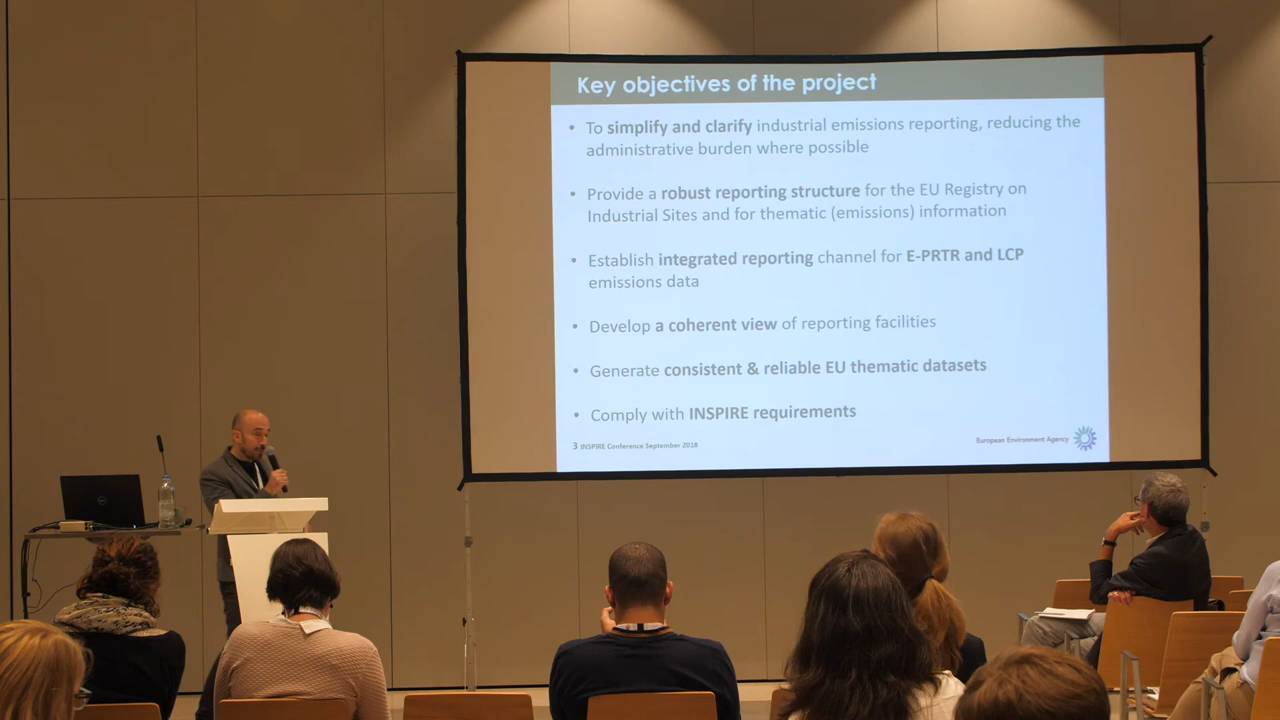 Key objectives of the project
• To simplify and clarify industrial emissions reporting, reducing the
administrative burden where possible
• Provide a robust reporting structure for the EU Registry on
Industrial Sites and for thematic (emissions) information
• Establish integrated reporting channel for E-PRTR and LCP
emissions data
• Develop a coherent view of reporting facilities
• Generate consistent & reliable EU thematic datasets
• Comply with INSPIRE requirements
3 INSPIRE Conference September 2018
European Environment Agency